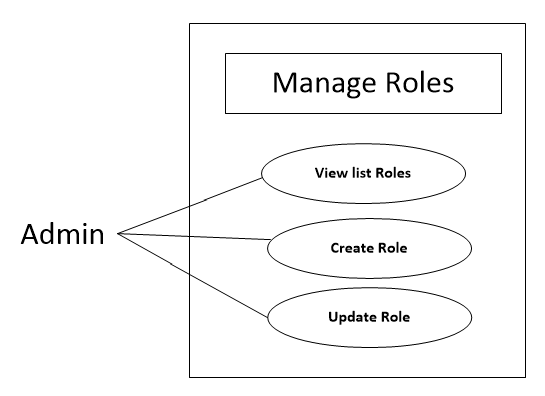 Manage Roles
View list Roles
Admin
Create Role
Update Role